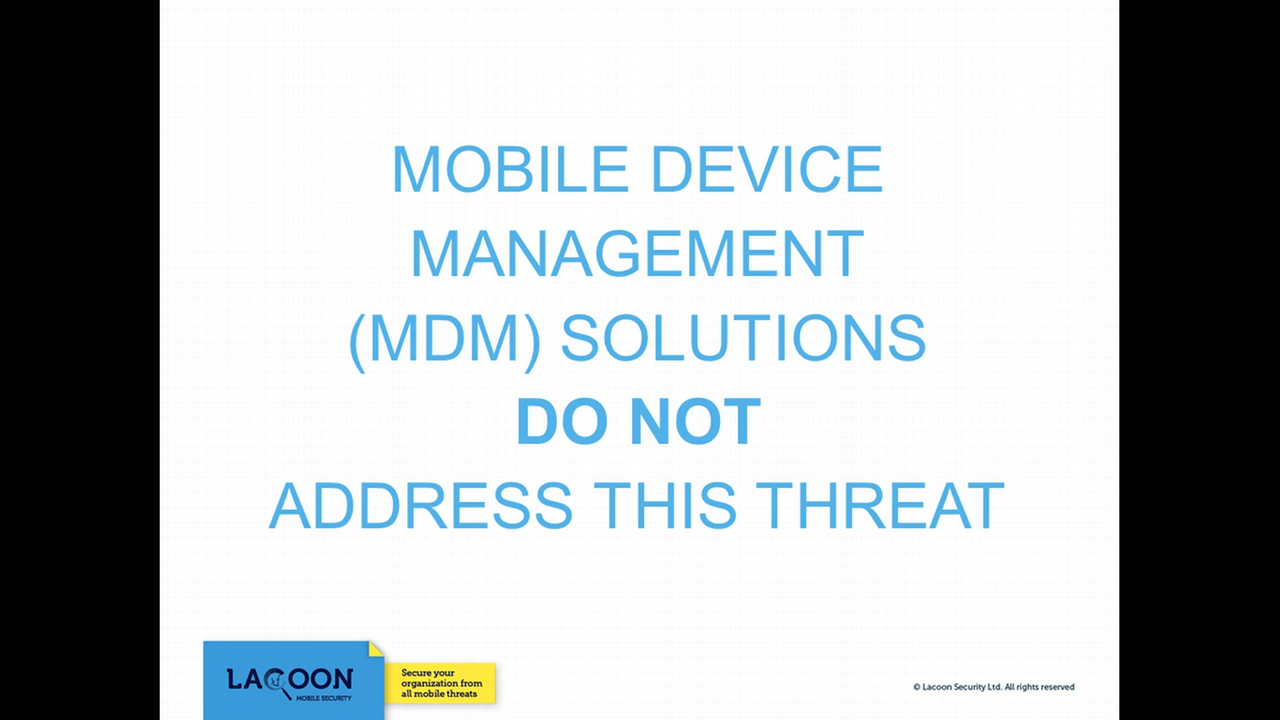 MOBILE DEVICE
MANAGEMENT
(MDM) SOLUTIONS
DO NOT
ADDRESS THIS THREAT
LACOON
MOBILE SECURITY
Secure your
organization from
all mobile threats
© Lacoon Security Ltd. All rights reserved